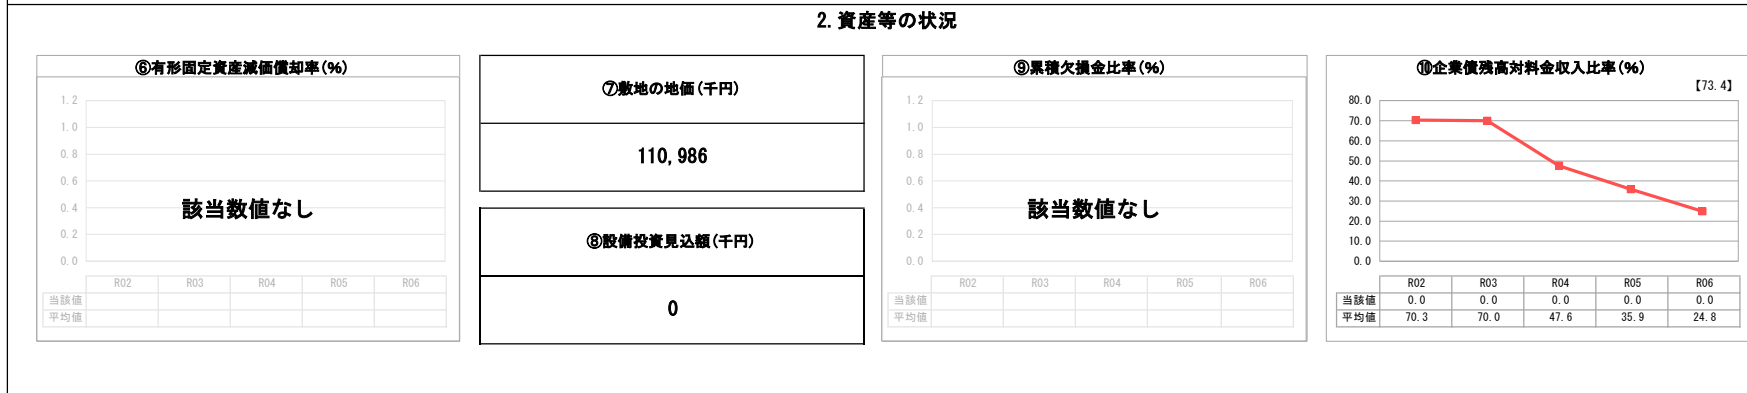 2. 資産等の状況
⑥有形固定資産減価償却率(%)
1.2
1.0
0.8
0.6
0.4
0.2
0.0
該当数値なし
R02 R03 R04 R05 R06
当該値
平均値
⑦敷地の地価(千円)
110,986
⑧設備投資見込額(千円)
0
⑨累積欠損金比率(%)
1.2
1.0
0.8
0.6
0.4
0.2
0.0
該当数値なし
R02 R03 R04 R05 R06
当該値
平均値
⑩企業債残高対料金収入比率(%)
【73.4】
80.0
70.0
60.0
50.0
40.0
30.0
20.0
10.0
0.0
R02 R03 R04 R05 R06
当該値 0.0 0.0 0.0 0.0 0.0
平均値 70.3 70.0 47.6 35.9 24.8